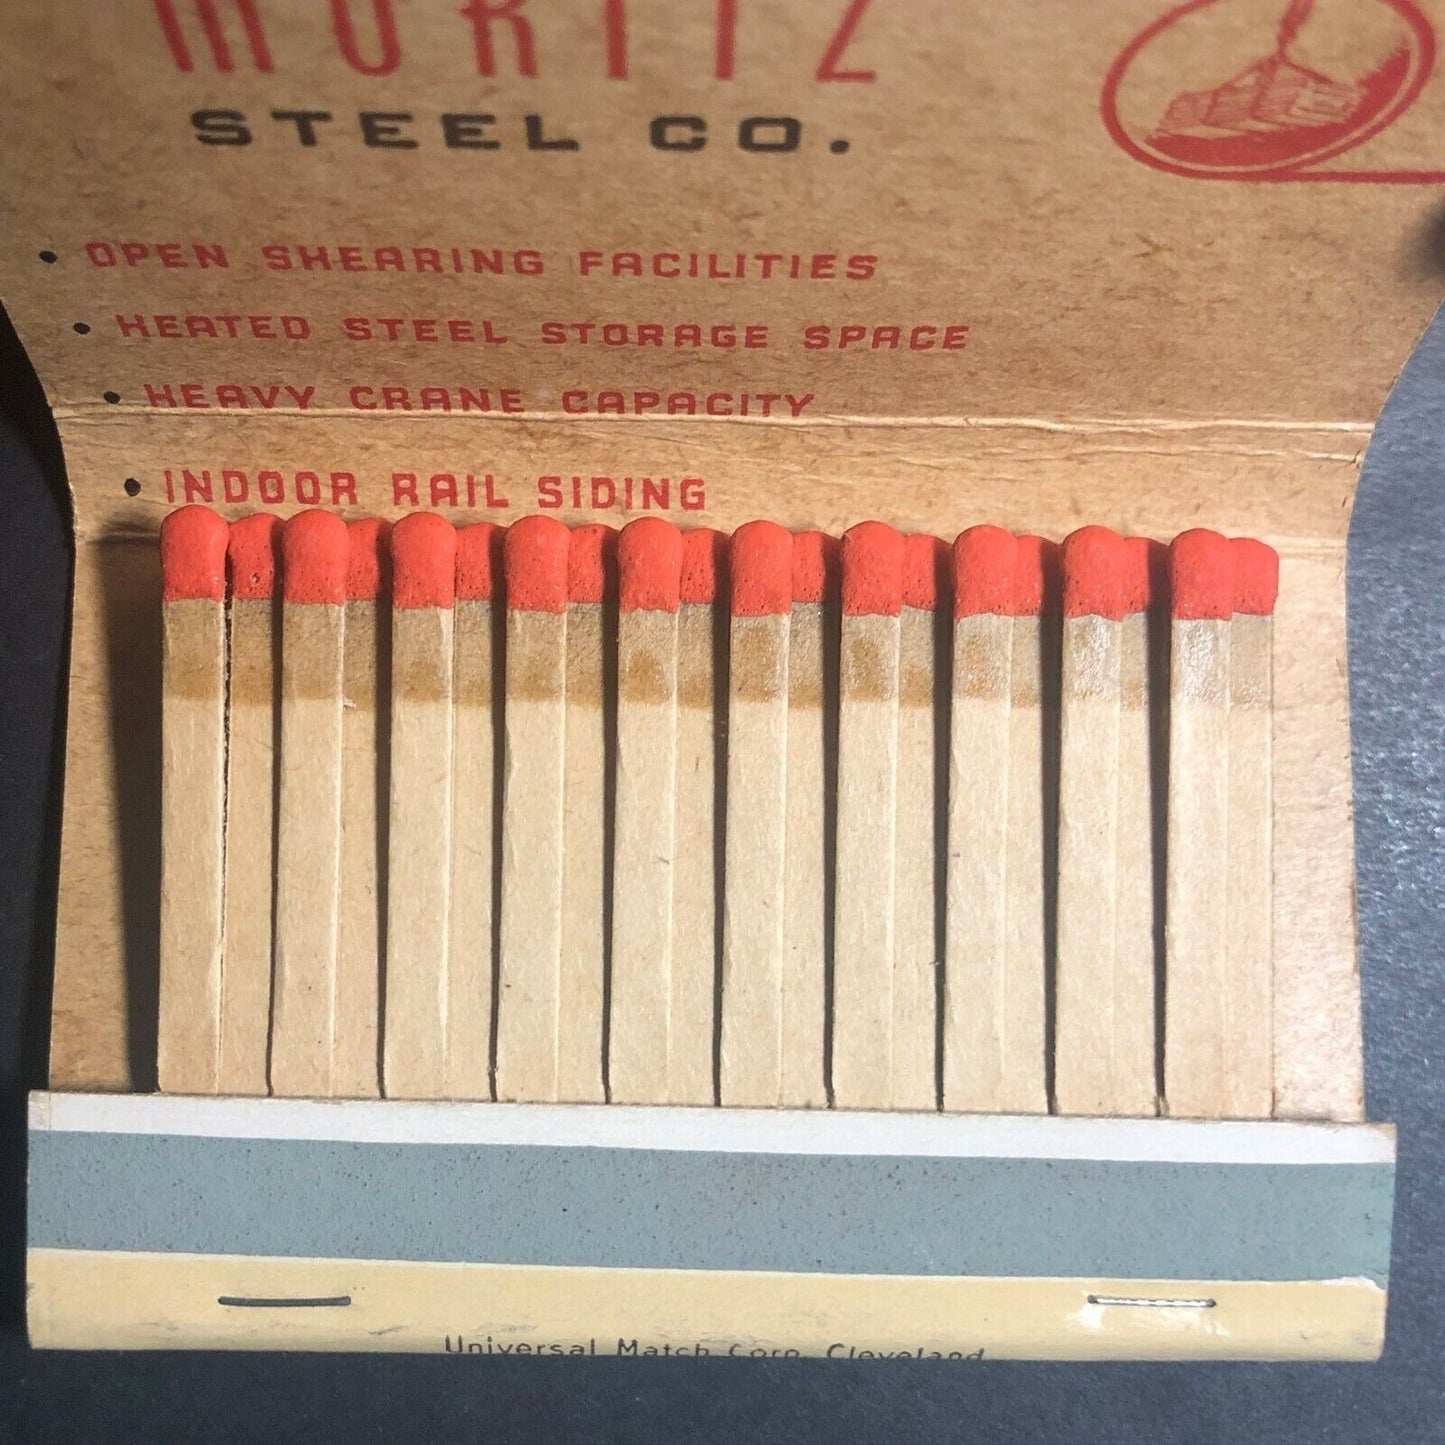 MORITZ
STEEL CO.
• OPEN SHEARING FACILITIES
• HEATED STEEL STORAGE SPACE
• HEAVY CRANE CAPACITY
• INDOOR RAIL SIDING
Universal Match Corp. Cleveland